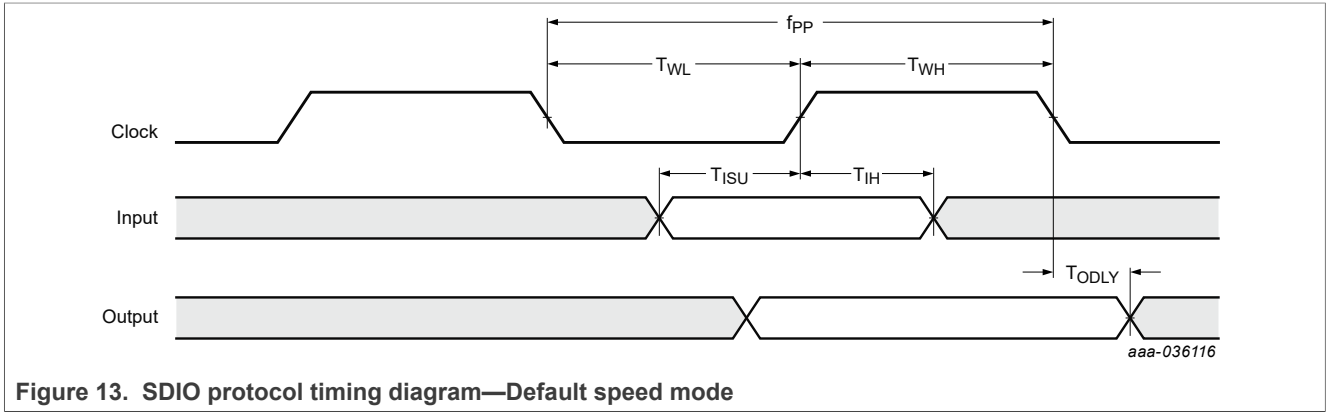 fPP
TWL
TWH
Clock
TISU
TIH
Input
TODLY
Output
aaa-036116
Figure 13. SDIO protocol timing diagram—Default speed mode